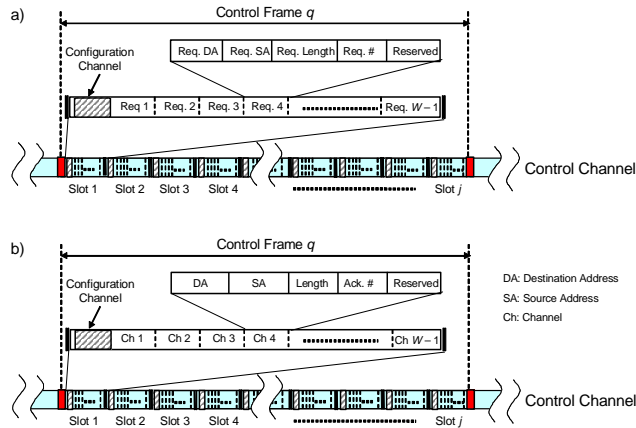 a)
Control Frame q
Req. DA Req. SA Req. Length Req. # Reserved
Configuration
Channel
Req 1 Req. 2 Req. 3 Req. 4 Req. W – 1
Control Channel
Slot 1 Slot 2 Slot 3 Slot 4 Slot j
b)
Control Frame q
DA SA Length Ack. # Reserved
DA: Destination Address
SA: Source Address
Ch: Channel
Configuration
Channel
Ch 1 Ch 2 Ch 3 Ch 4 Ch W – 1
Control Channel
Slot 1 Slot 2 Slot 3 Slot 4 Slot j